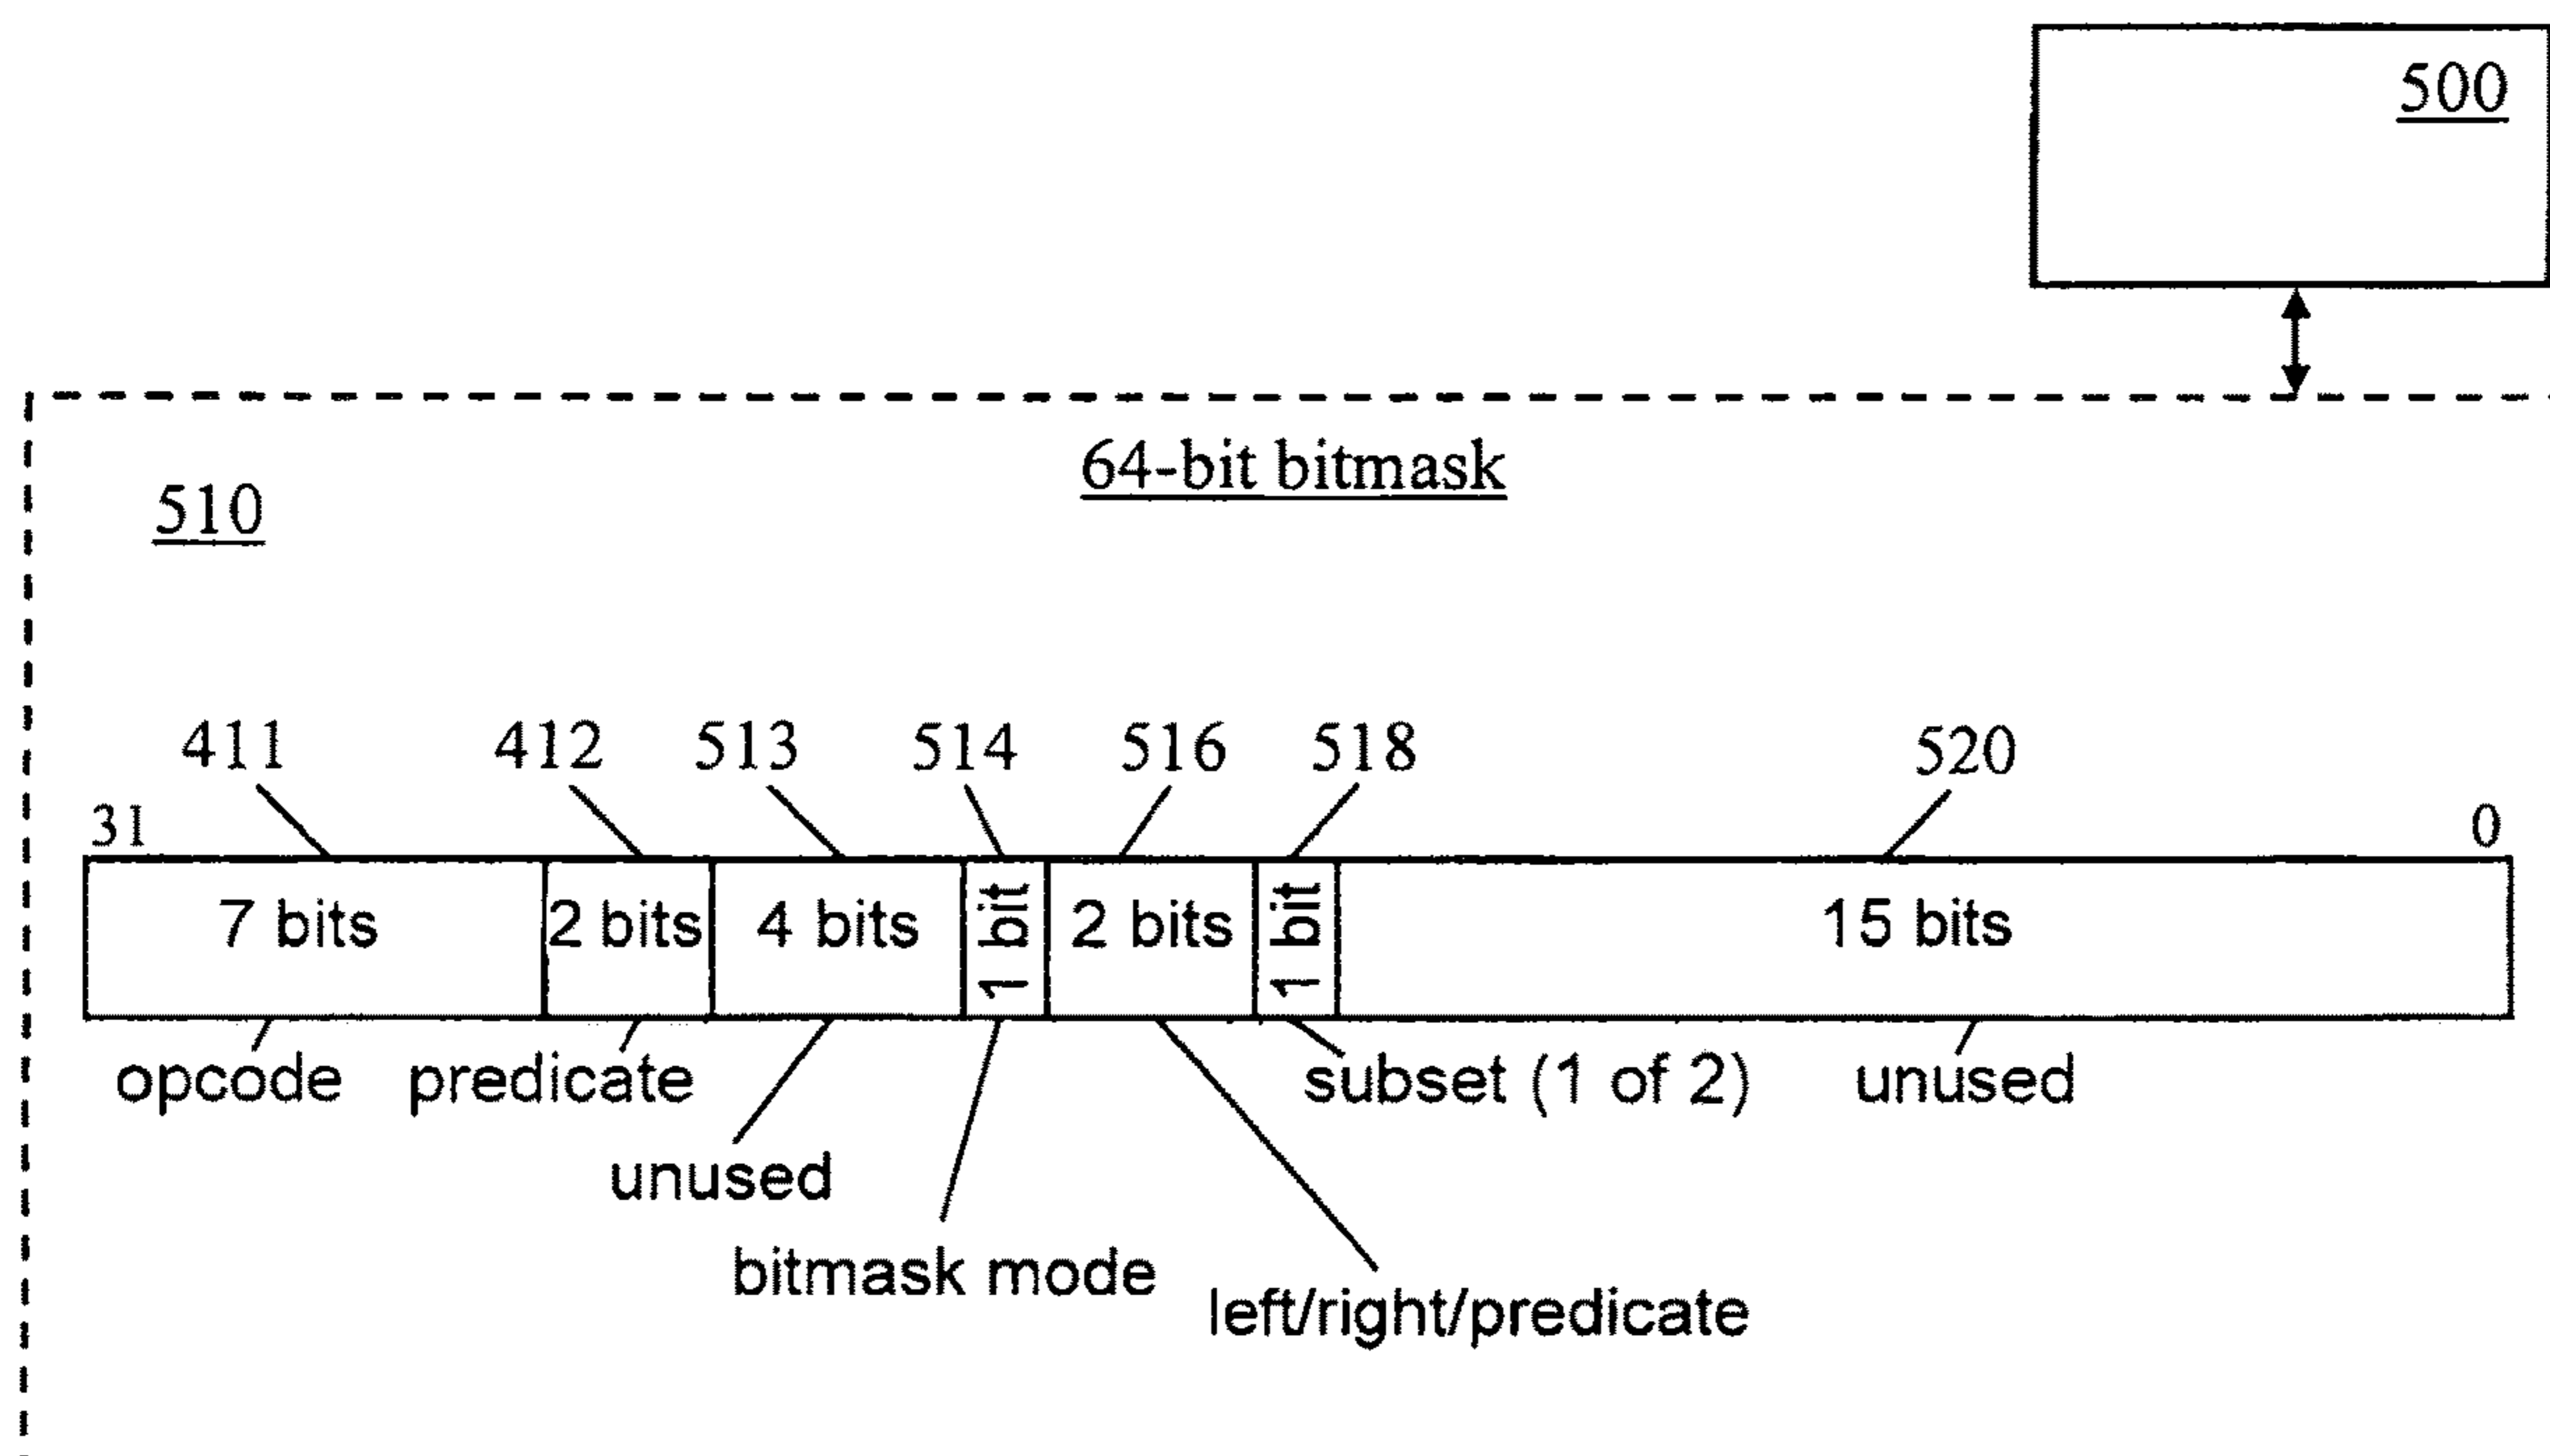 500
64-bit bitmask
510
411 412 513 514 516 518 520
31 0
7 bits 2 bits 4 bits 1 bit 2 bits 1 bit 15 bits
opcode predicate subset (1 of 2) unused
unused
bitmask mode
left/right/predicate